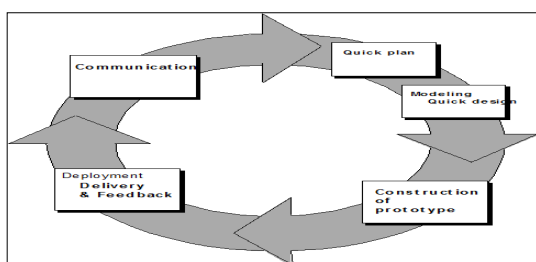 Communication
Quick plan
Modeling
Quick design
Construction
of
prototype
Deployment
Delivery
& Feedback